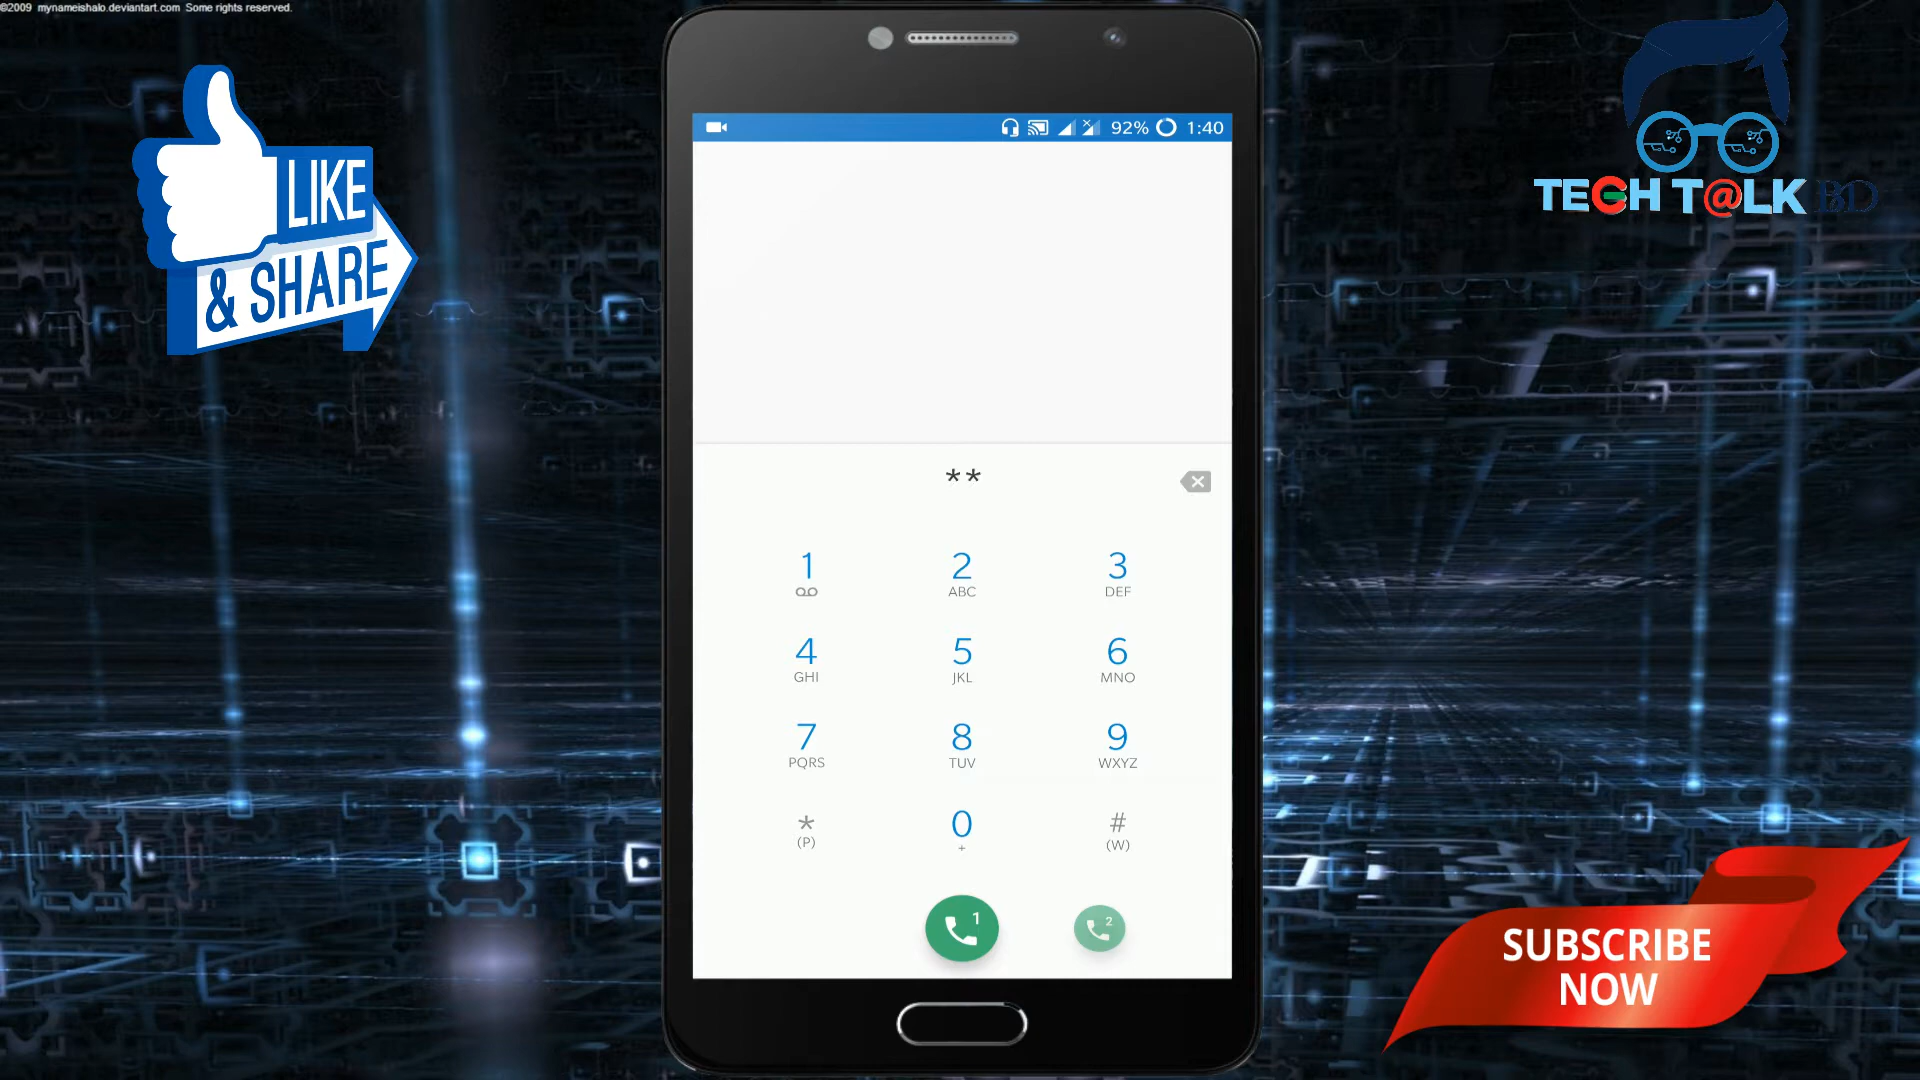 ©2009 mynameishalo.deviantart.com Some rights reserved.
LIKE
& SHARE
TECH T@LK BD
92% 1:40
**
1 2 3
ABC DEF
4 5 6
GHI JKL MNO
7 8 9
PQRS TUV WXYZ
* 0 #
(P) + (W)
1 2
SUBSCRIBE
NOW